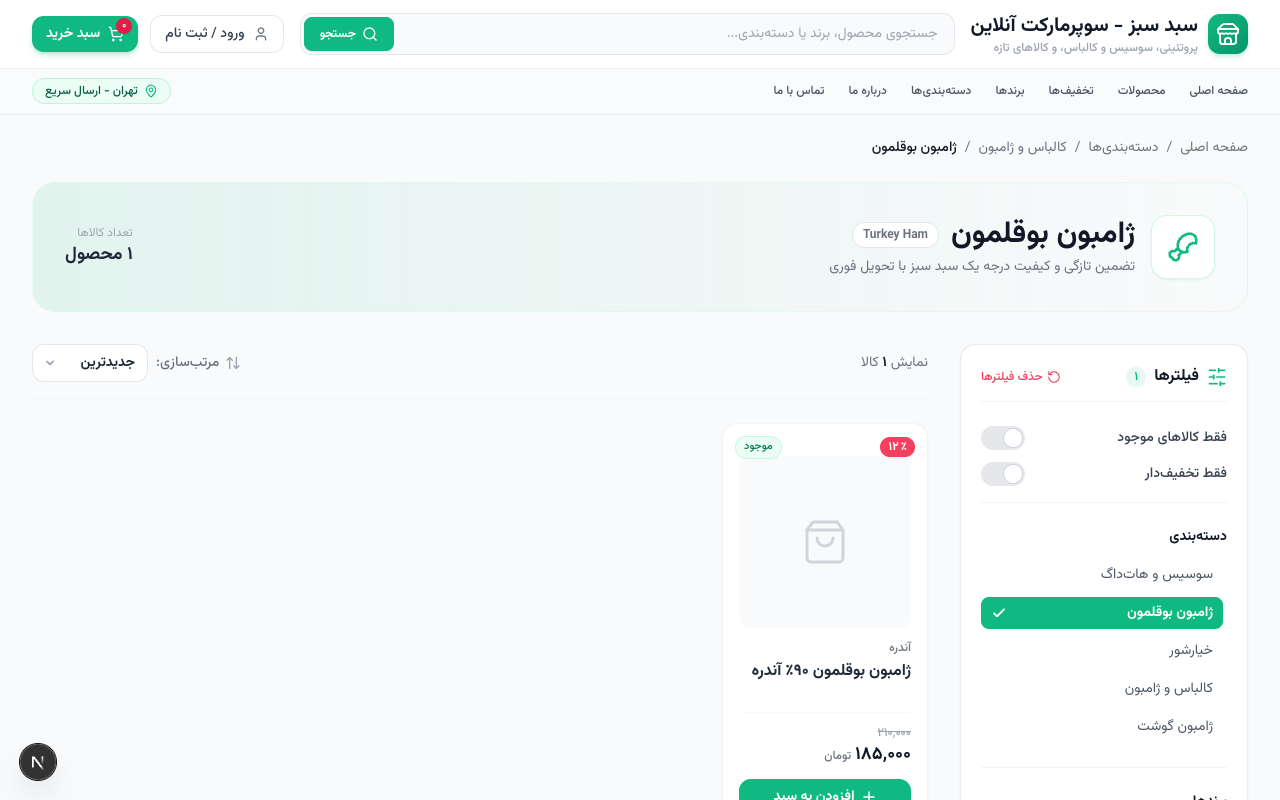 سبد سبز - سوپرمارکت آنلاین
پروتئینی، سوسیس و کالباس، و کالاهای تازه
جستجوی محصول، برند یا دسته‌بندی...
جستجو
ورود / ثبت نام
سبد خرید
۰
صفحه اصلی
محصولات
تخفیف‌ها
برندها
دسته‌بندی‌ها
درباره ما
تماس با ما
تهران - ارسال سریع
صفحه اصلی / دسته‌بندی‌ها / کالباس و ژامبون / ژامبون بوقلمون
ژامبون بوقلمون
Turkey Ham
تضمین تازگی و کیفیت درجه یک سبد سبز با تحویل فوری
تعداد کالاها
۱ محصول
فیلترها
۱
حذف فیلترها
فقط کالاهای موجود
فقط تخفیف‌دار
دسته‌بندی
سوسیس و هات‌داگ
ژامبون بوقلمون
خیارشور
کالباس و ژامبون
ژامبون گوشت
نمایش ۱ کالا
مرتب‌سازی:
جدیدترین
۱۲٪
موجود
آندره
ژامبون بوقلمون ۹۰٪ آندره
۲۱۰,۰۰۰
۱۸۵,۰۰۰ تومان
افزودن به سبد